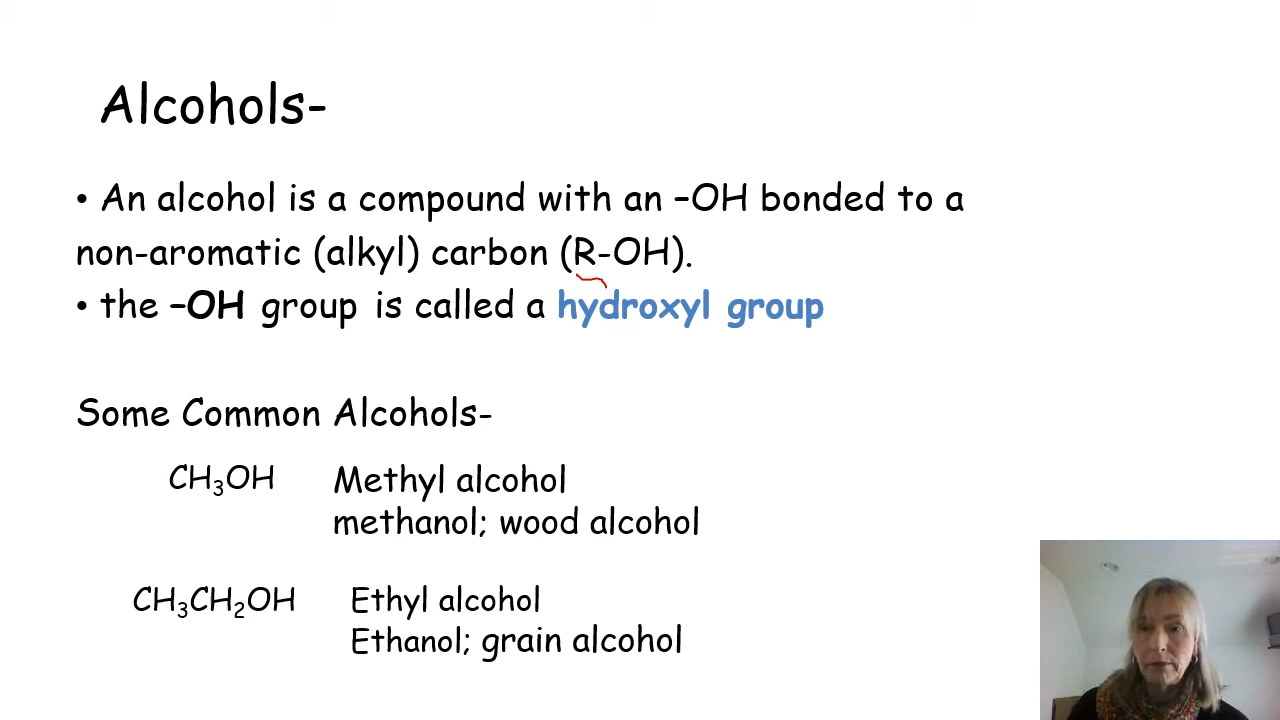 Alcohols-
• An alcohol is a compound with an –OH bonded to a
non-aromatic (alkyl) carbon (R-OH).
• the –OH group is called a hydroxyl group
Some Common Alcohols-
CH₃OH Methyl alcohol
methanol; wood alcohol
CH₃CH₂OH Ethyl alcohol
Ethanol; grain alcohol